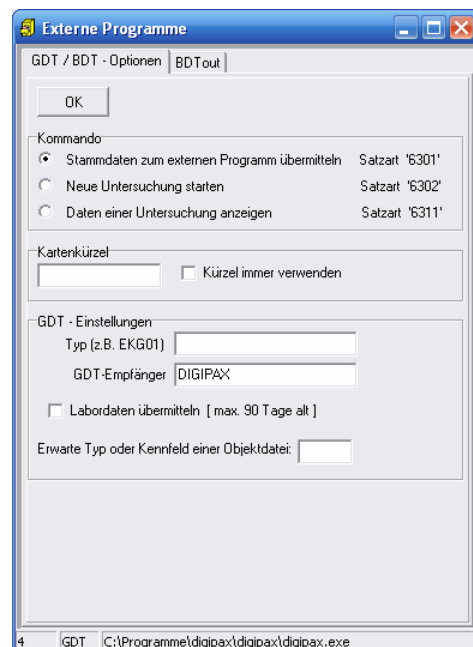 Externe Programme
GDT / BDT - Optionen BDTout
OK
Kommando
Stammdaten zum externen Programm übermitteln Satzart '6301'
Neue Untersuchung starten Satzart '6302'
Daten einer Untersuchung anzeigen Satzart '6311'
Kartenkürzel
Kürzel immer verwenden
GDT - Einstellungen
Typ (z.B. EKG01)
GDT-Empfänger DIGIPAX
Labordaten übermitteln [ max. 90 Tage alt ]
Erwarte Typ oder Kennfeld einer Objektdatei:
4 GDT C:\Programme\digipax\digipax\digipax.exe